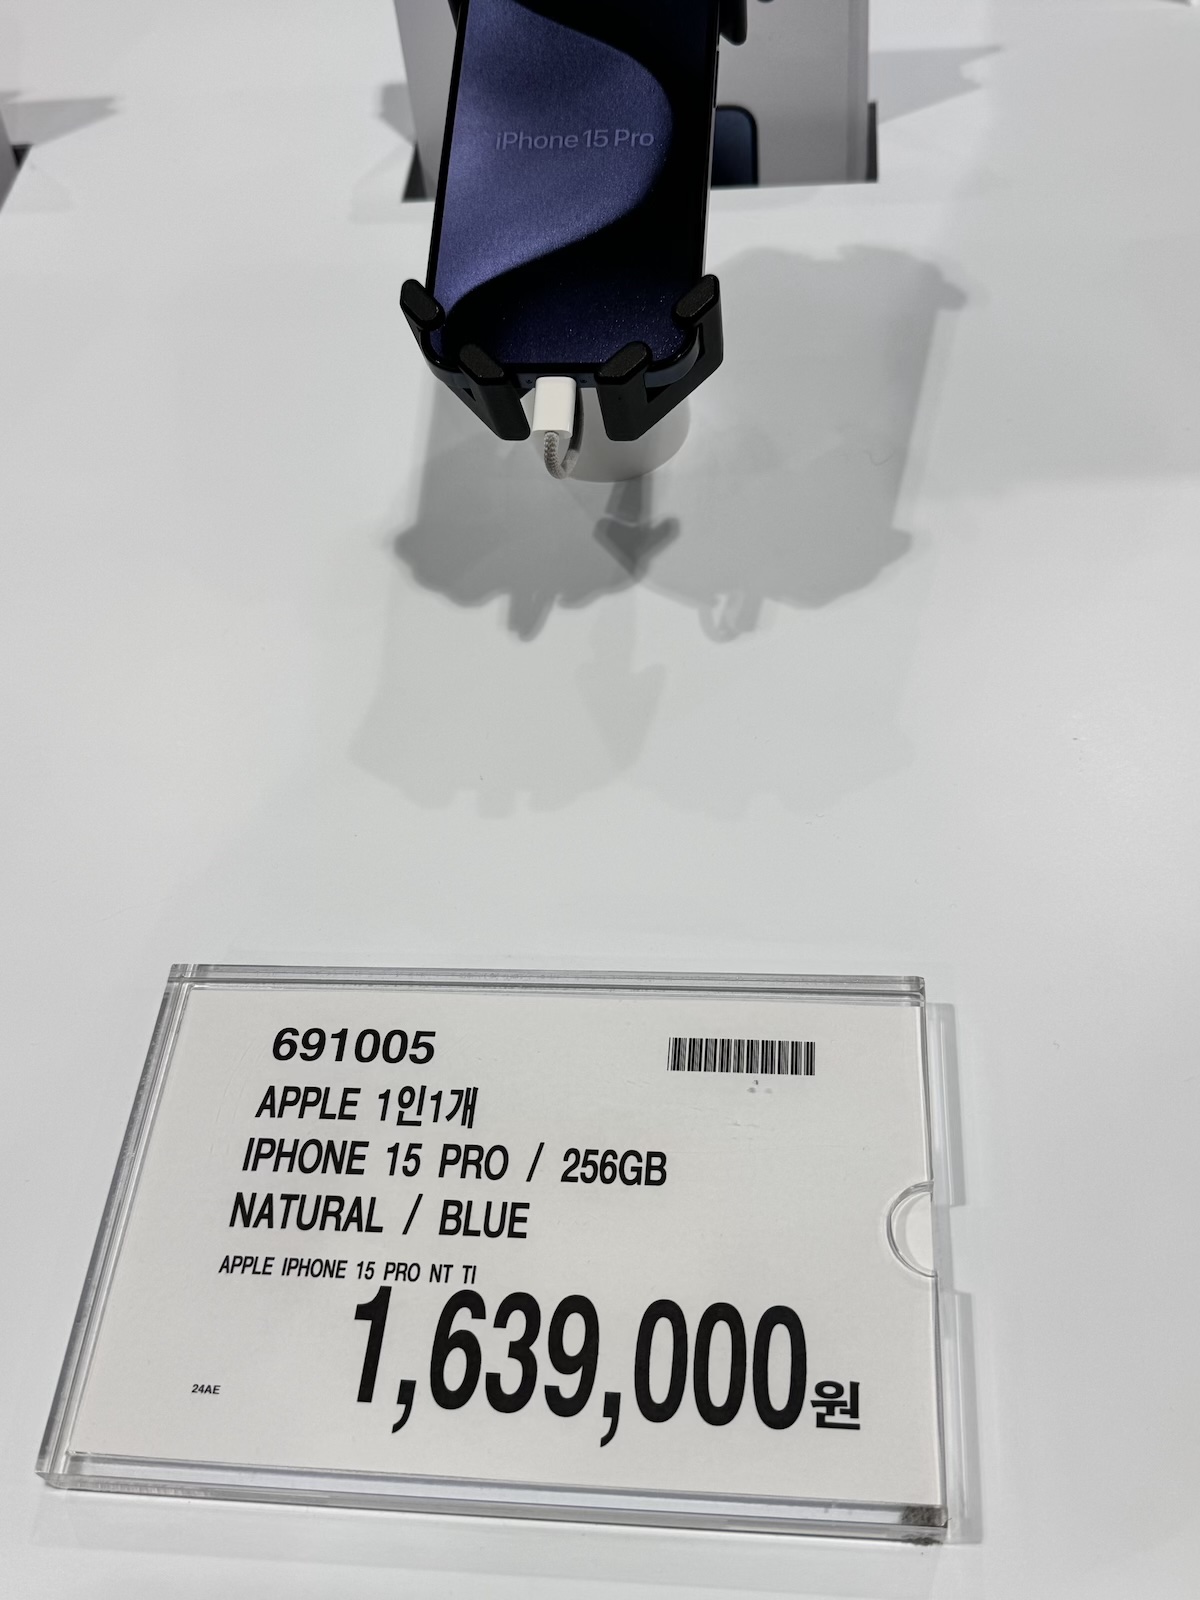 iPhone 15 Pro
691005
APPLE 1인1개
IPHONE 15 PRO / 256GB
NATURAL / BLUE
APPLE IPHONE 15 PRO NT TI
1,639,000원
24AE